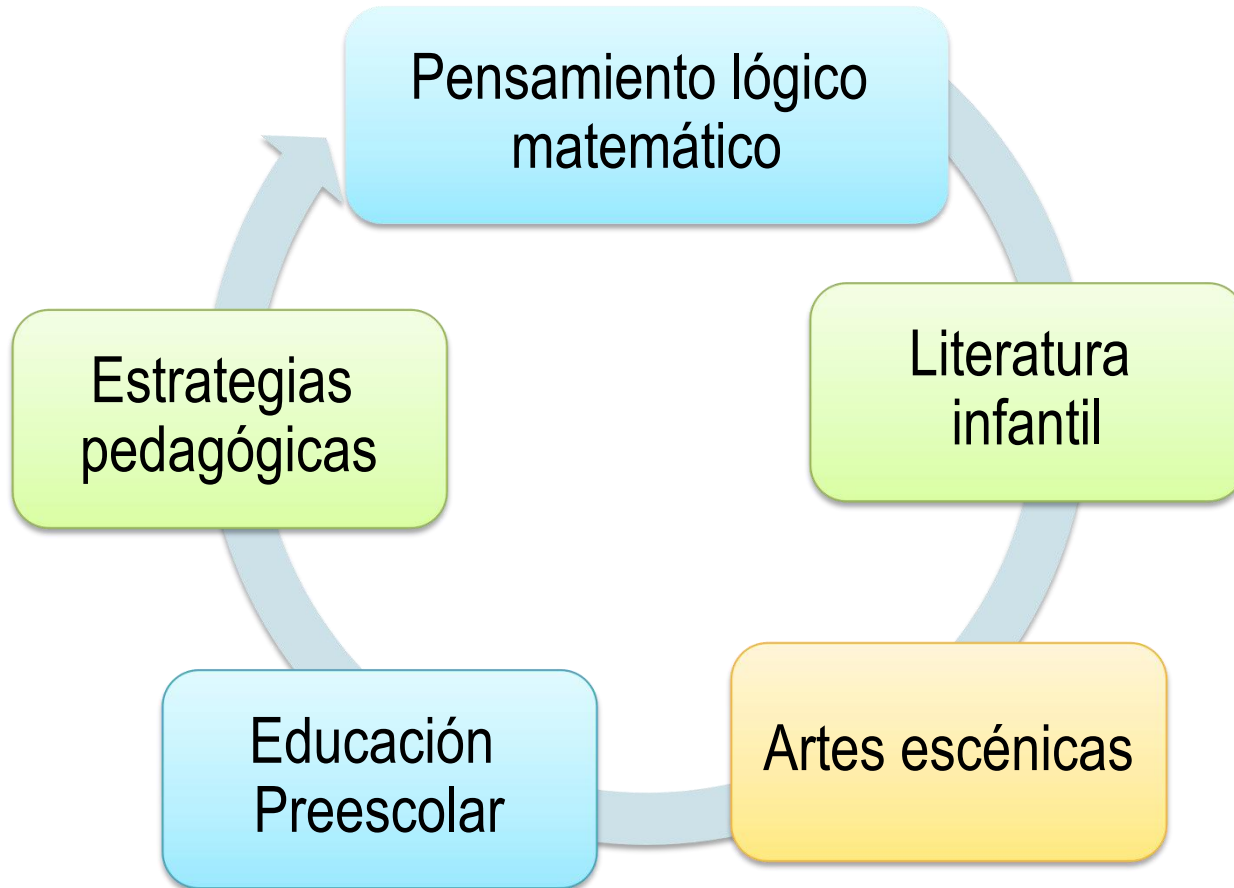 Pensamiento lógico
matemático
Literatura
infantil
Artes escénicas
Educación
Preescolar
Estrategias
pedagógicas